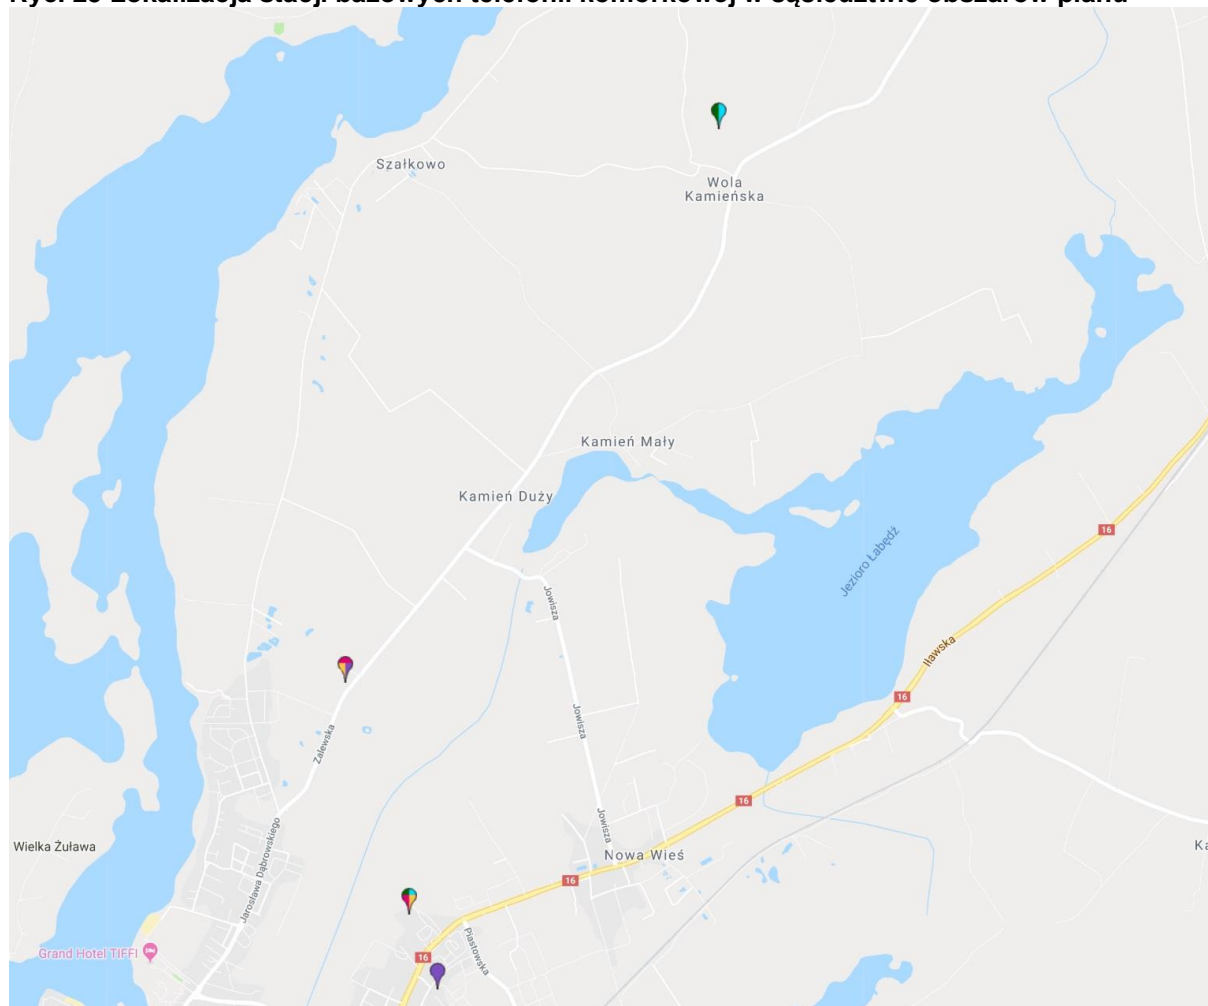 Szałkowo
Wola
Kamieńska
Kamień Mały
Kamień Duży
Jezioro Łabędź
16
Jowisza
Iławska
16
Jowisza
Zalewska
16
Jowisza
Jarosława Dąbrowskiego
Wielka Żuława
Nowa Wieś
16
Piastowska
Grand Hotel TIFFI
16